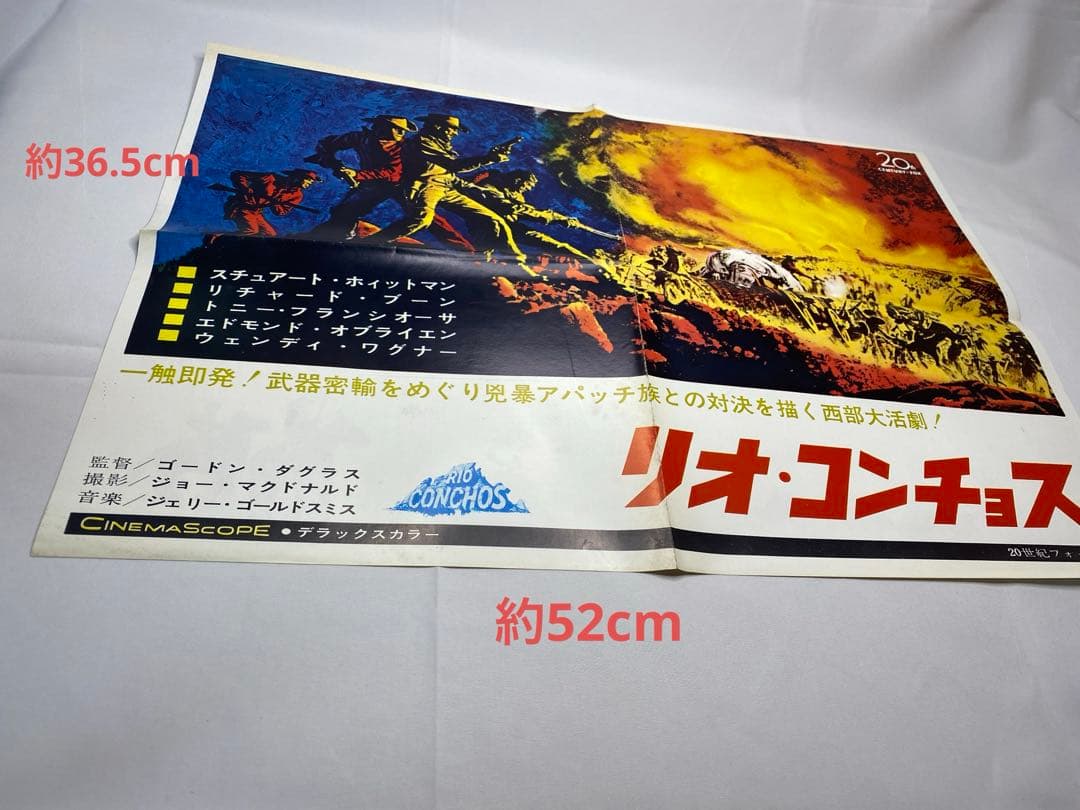 約36.5cm
20th
CENTURY-FOX
スチュアート・ホイットマン
リチャード・ブーン
トニー・フランシオーサ
エドモンド・オブライエン
ウェンディ・ワグナー
一触即発!武器密輸をめぐり兇暴アパッチ族との対決を描く西部大活劇!
リオ・コンチョス
監督/ゴードン・ダグラス
撮影/ジョー・マクドナルド
音楽/ジェリー・ゴールドスミス
RIO
CONCHOS
CINEMASCOPE ●デラックスカラー
20世紀フォ
約52cm